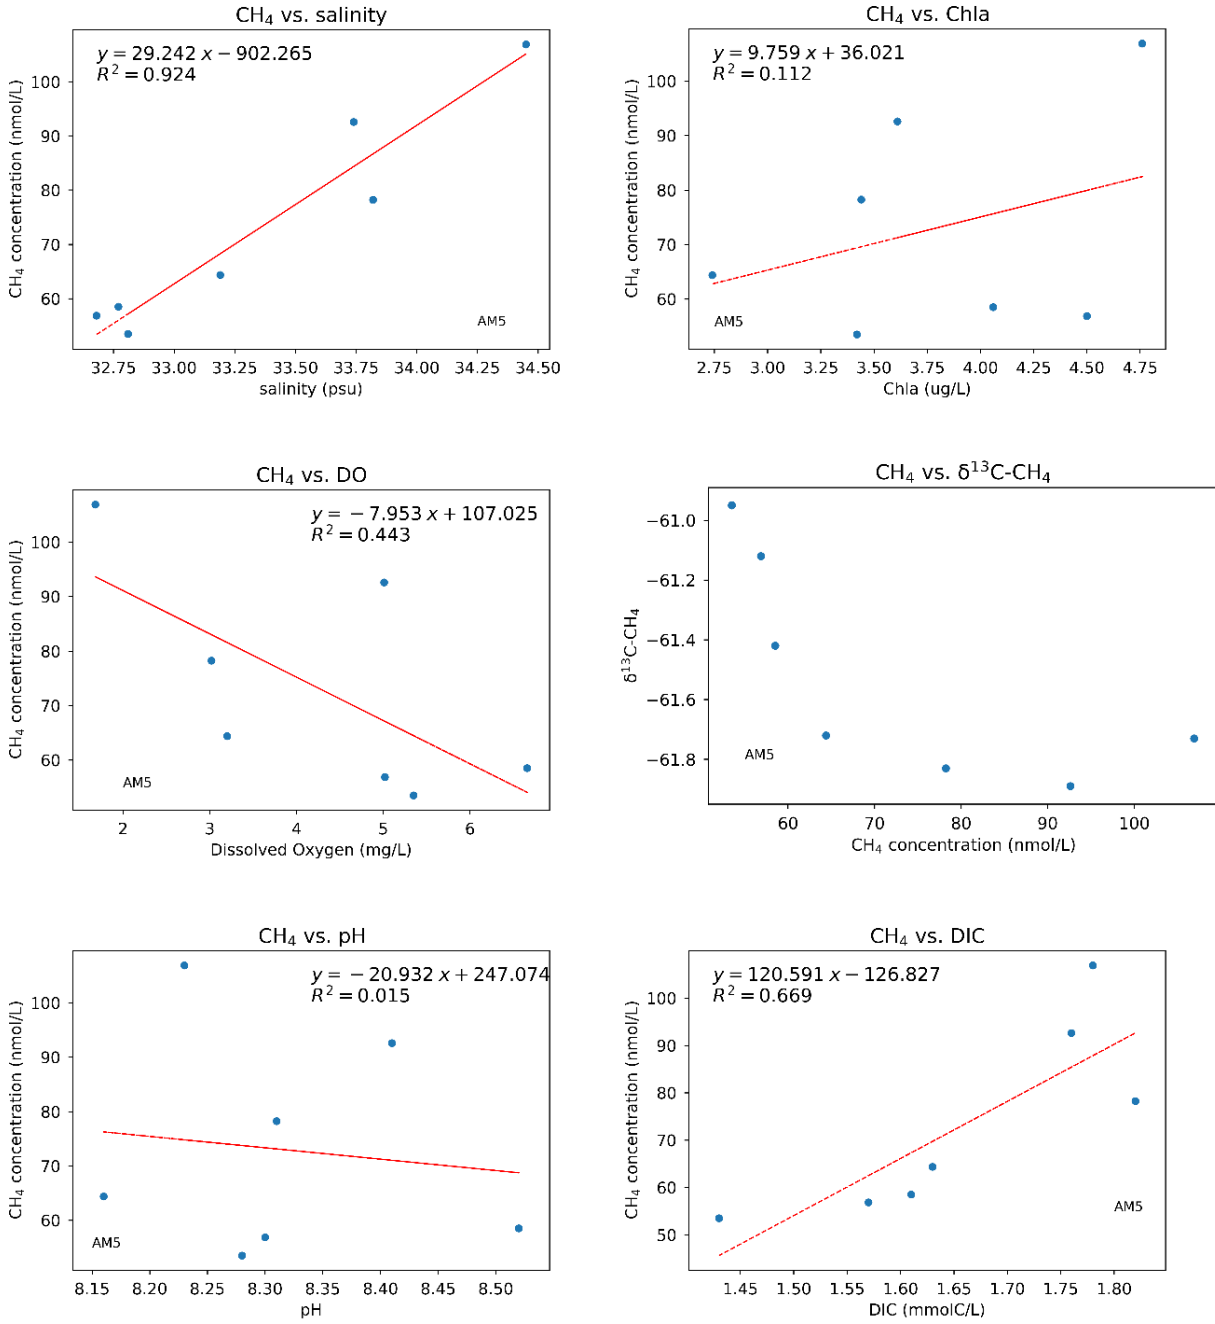 CH₄ vs. salinity
y = 29.242 x − 902.265
R² = 0.924
CH₄ concentration (nmol/L)
100
90
80
70
60
AM5
32.75 33.00 33.25 33.50 33.75 34.00 34.25 34.50
salinity (psu)
CH₄ vs. Chla
y = 9.759 x + 36.021
R² = 0.112
CH₄ concentration (nmol/L)
100
90
80
70
60
AM5
2.75 3.00 3.25 3.50 3.75 4.00 4.25 4.50 4.75
Chla (ug/L)
CH₄ vs. DO
y = − 7.953 x + 107.025
R² = 0.443
CH₄ concentration (nmol/L)
100
90
80
70
60
AM5
2 3 4 5 6
Dissolved Oxygen (mg/L)
CH₄ vs. δ¹³C-CH₄
δ¹³C-CH₄
−61.0
−61.2
−61.4
−61.6
−61.8
AM5
60 70 80 90 100
CH₄ concentration (nmol/L)
CH₄ vs. pH
y = − 20.932 x + 247.074
R² = 0.015
CH₄ concentration (nmol/L)
100
90
80
70
60
AM5
8.15 8.20 8.25 8.30 8.35 8.40 8.45 8.50
pH
CH₄ vs. DIC
y = 120.591 x − 126.827
R² = 0.669
CH₄ concentration (nmol/L)
100
90
80
70
60
50
AM5
1.45 1.50 1.55 1.60 1.65 1.70 1.75 1.80
DIC (mmolC/L)